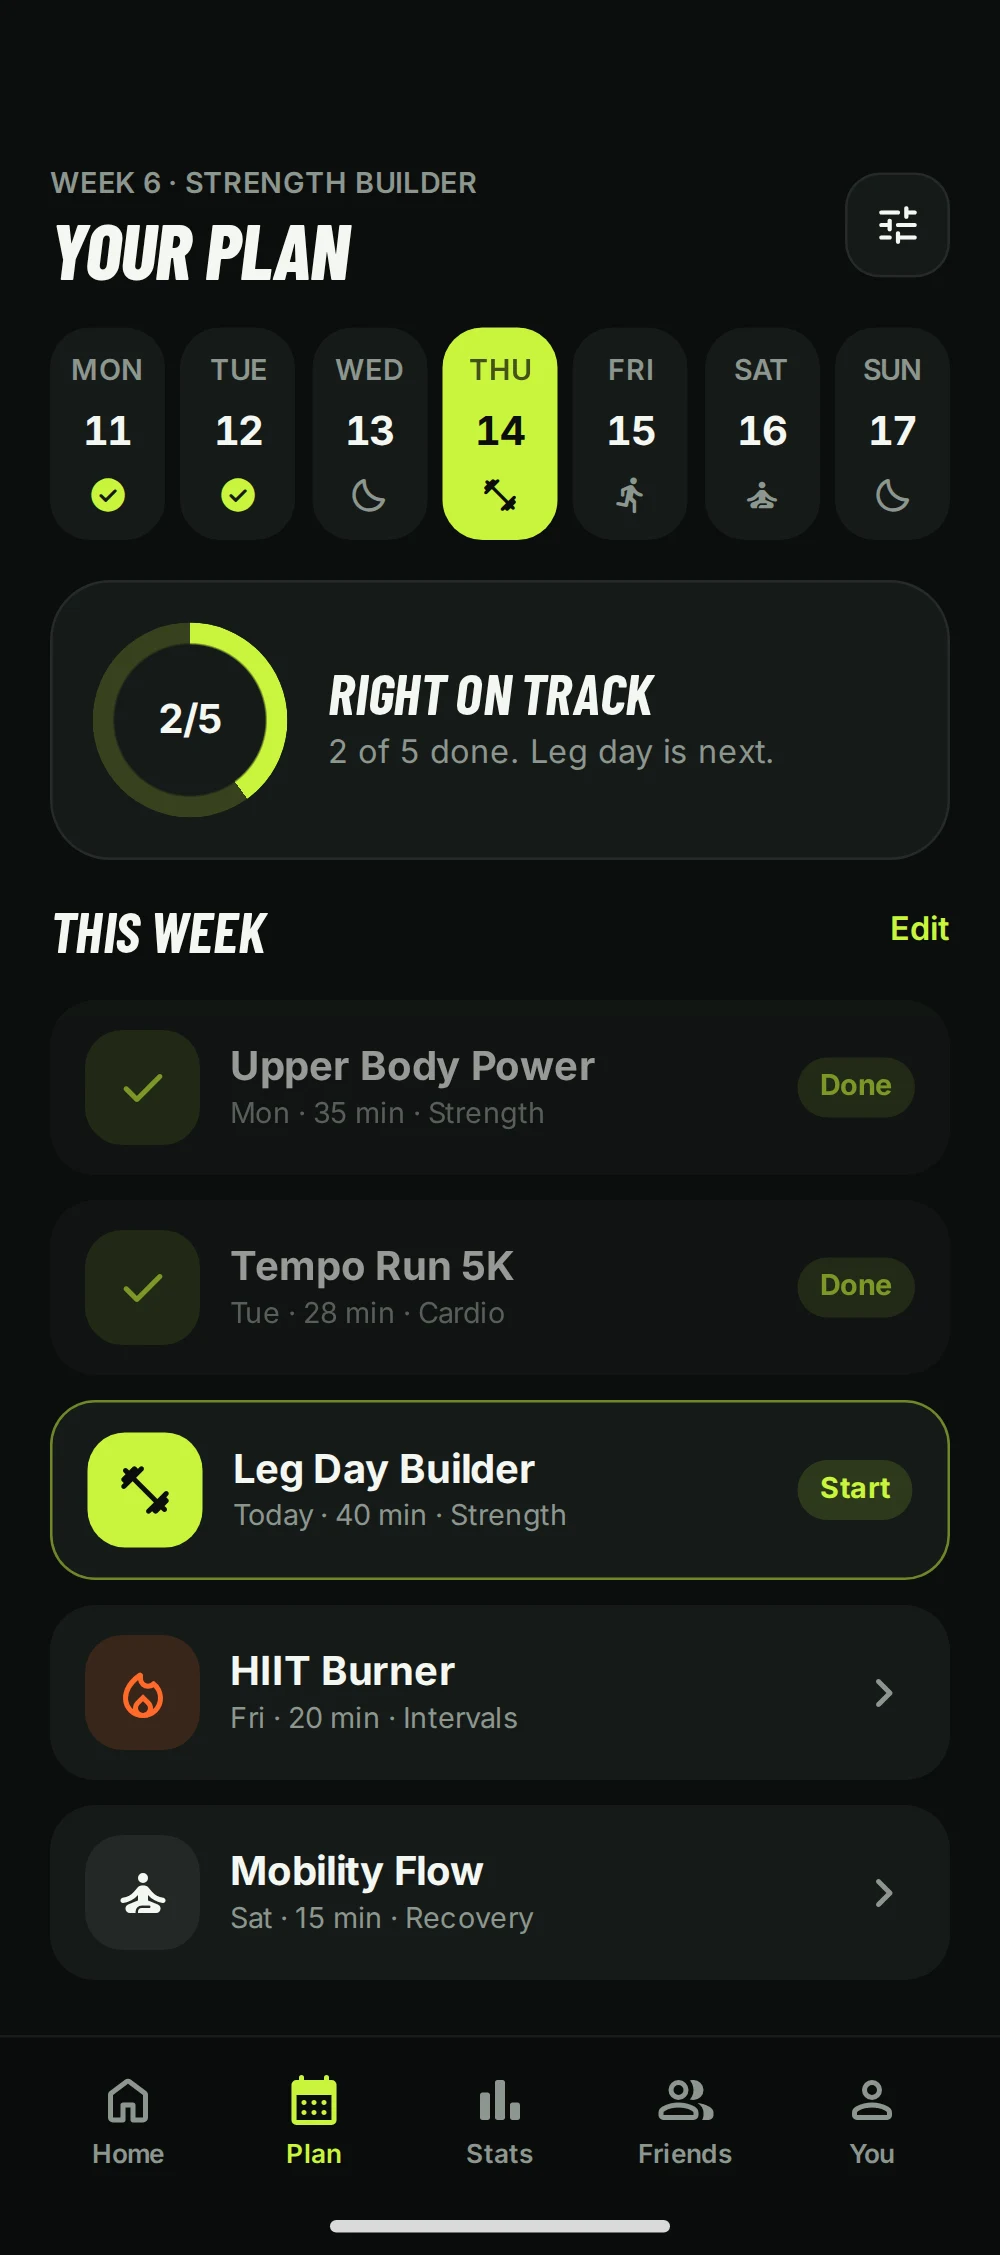 WEEK 6 · STRENGTH BUILDER
YOUR PLAN
MON TUE WED THU FRI SAT SUN
11 12 13 14 15 16 17
2/5
RIGHT ON TRACK
2 of 5 done. Leg day is next.
THIS WEEK
Edit
Upper Body Power
Mon · 35 min · Strength
Done
Tempo Run 5K
Tue · 28 min · Cardio
Done
Leg Day Builder
Today · 40 min · Strength
Start
HIIT Burner
Fri · 20 min · Intervals
Mobility Flow
Sat · 15 min · Recovery
Home Plan Stats Friends You